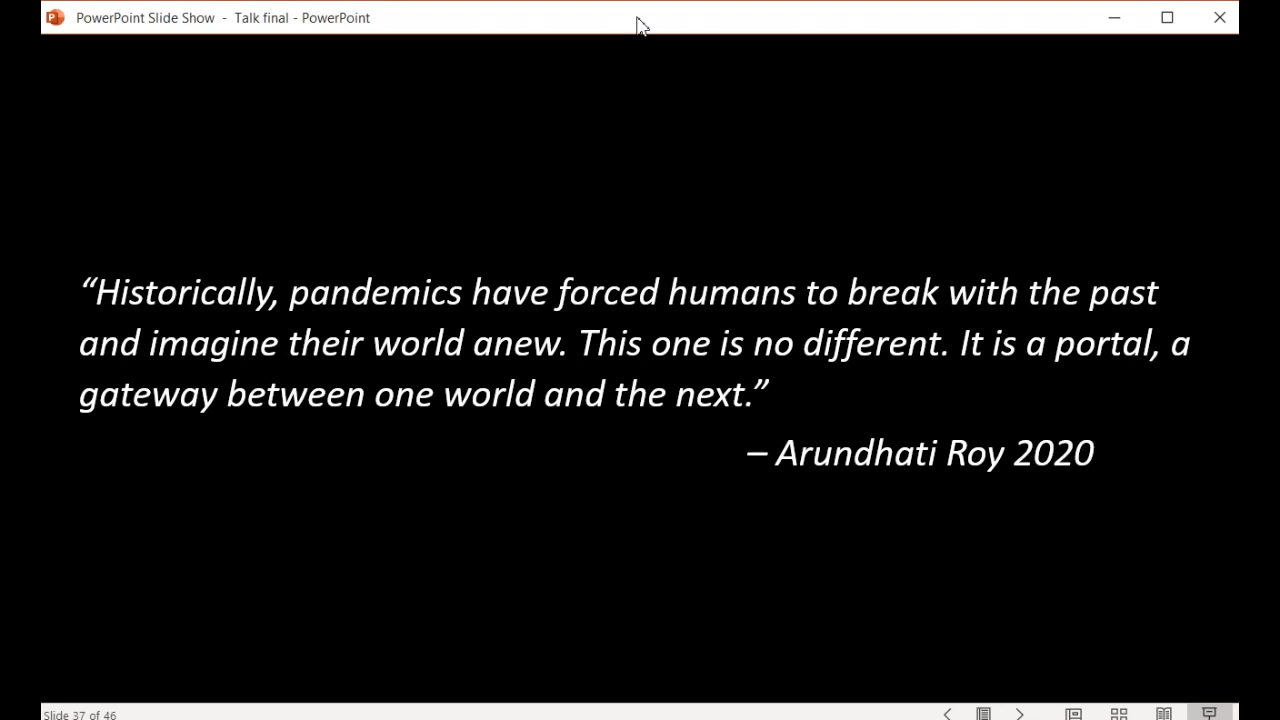 PowerPoint Slide Show - Talk final - PowerPoint
“Historically, pandemics have forced humans to break with the past
and imagine their world anew. This one is no different. It is a portal, a
gateway between one world and the next.”
– Arundhati Roy 2020
Slide 37 of 46